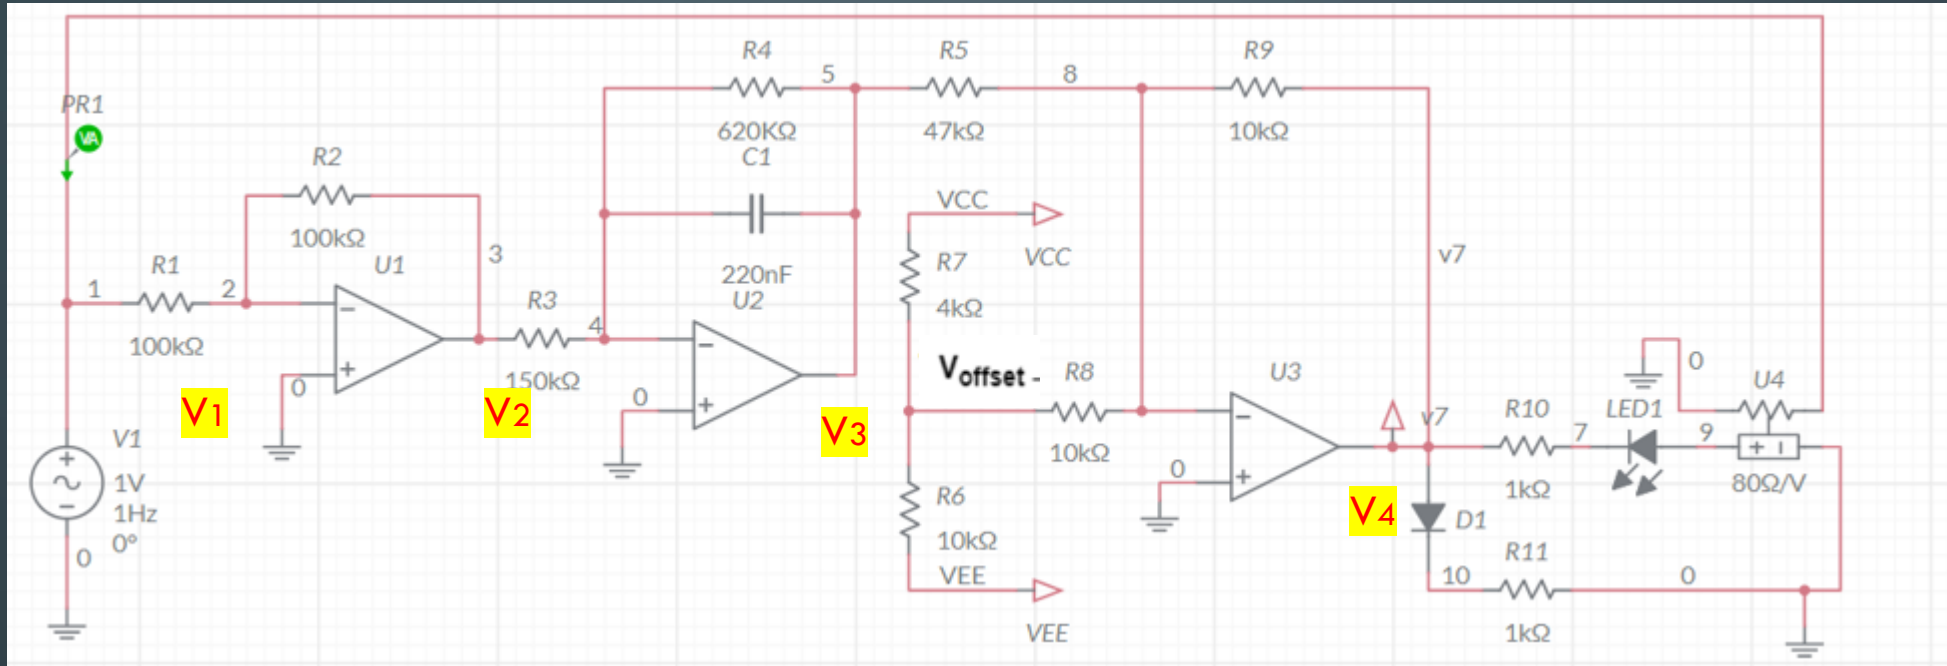 R4
5
R5
8
R9
PR1
VA
620KΩ
47kΩ
10kΩ
C1
R2
VCC
100kΩ
3
v7
U1
R1
220nF
R7
VCC
1
2
U2
R3
4kΩ
4
0
100kΩ
Voffset -
R8
U3
U4
0
150kΩ
0
V1
V2
V3
v7
R10
LED1
7
9
V1
10kΩ
0
1V
R6
1kΩ
80Ω/V
1Hz
V4
D1
0°
10kΩ
R11
0
VEE
10
0
VEE
1kΩ